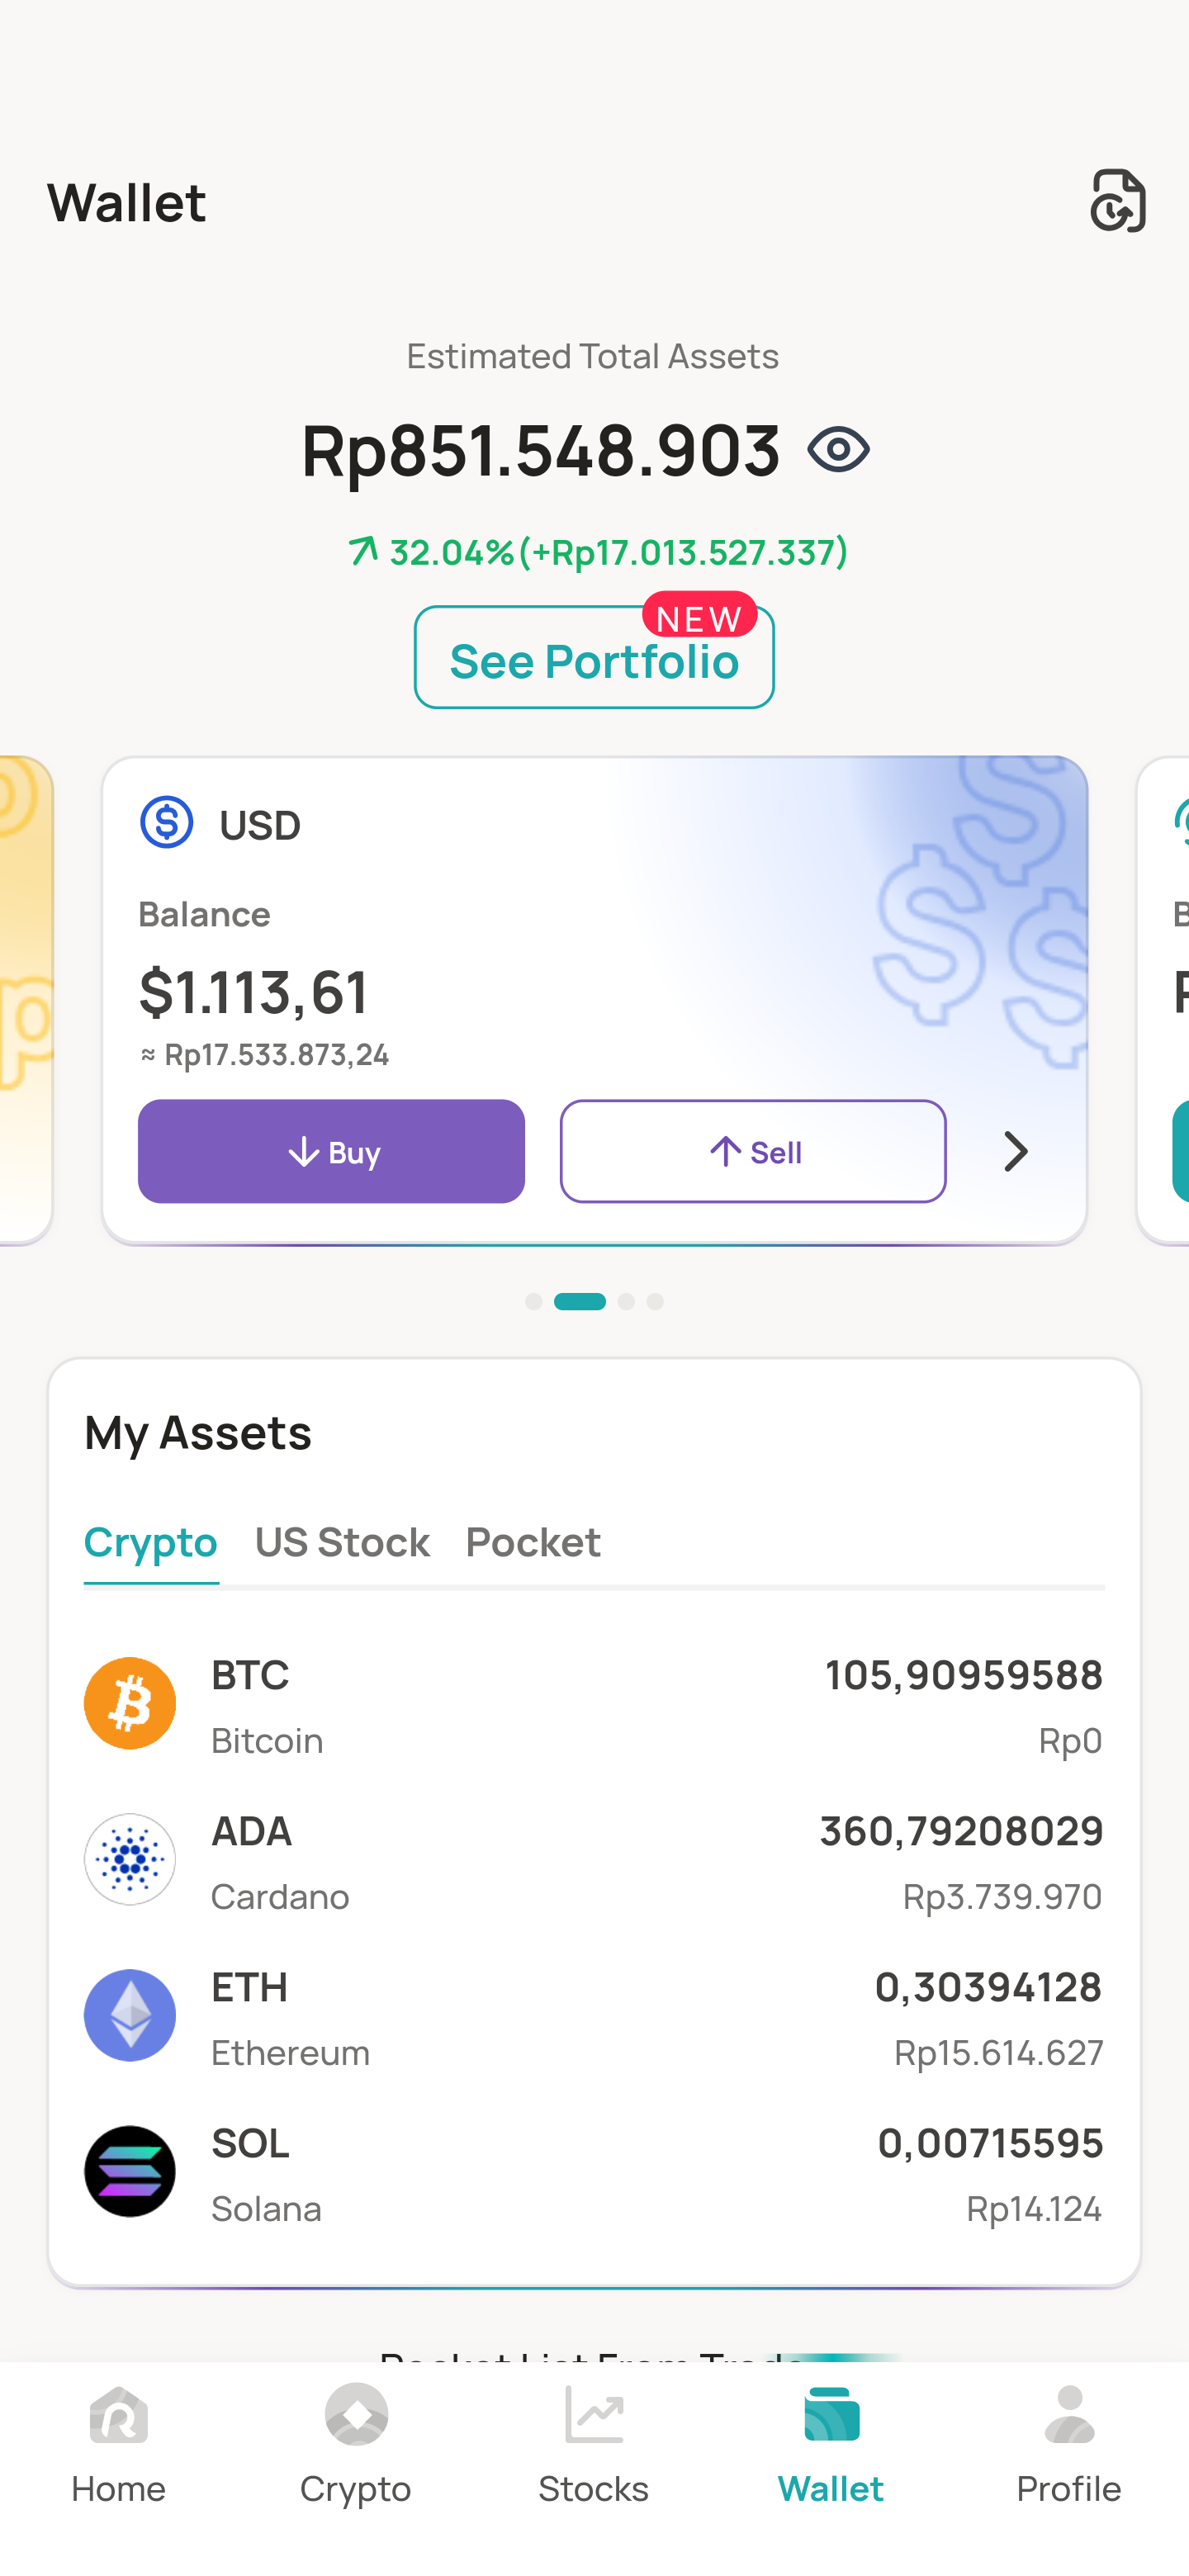 Wallet
Estimated Total Assets
Rp851.548.903
32.04%(+Rp17.013.527.337)
NEW
See Portfolio
USD
Balance
$1.113,61
≈ Rp17.533.873,24
Buy
Sell
My Assets
Crypto US Stock Pocket
BTC 105,90959588
Bitcoin Rp0
ADA 360,79208029
Cardano Rp3.739.970
ETH 0,30394128
Ethereum Rp15.614.627
SOL 0,00715595
Solana Rp14.124
Home Crypto Stocks Wallet Profile